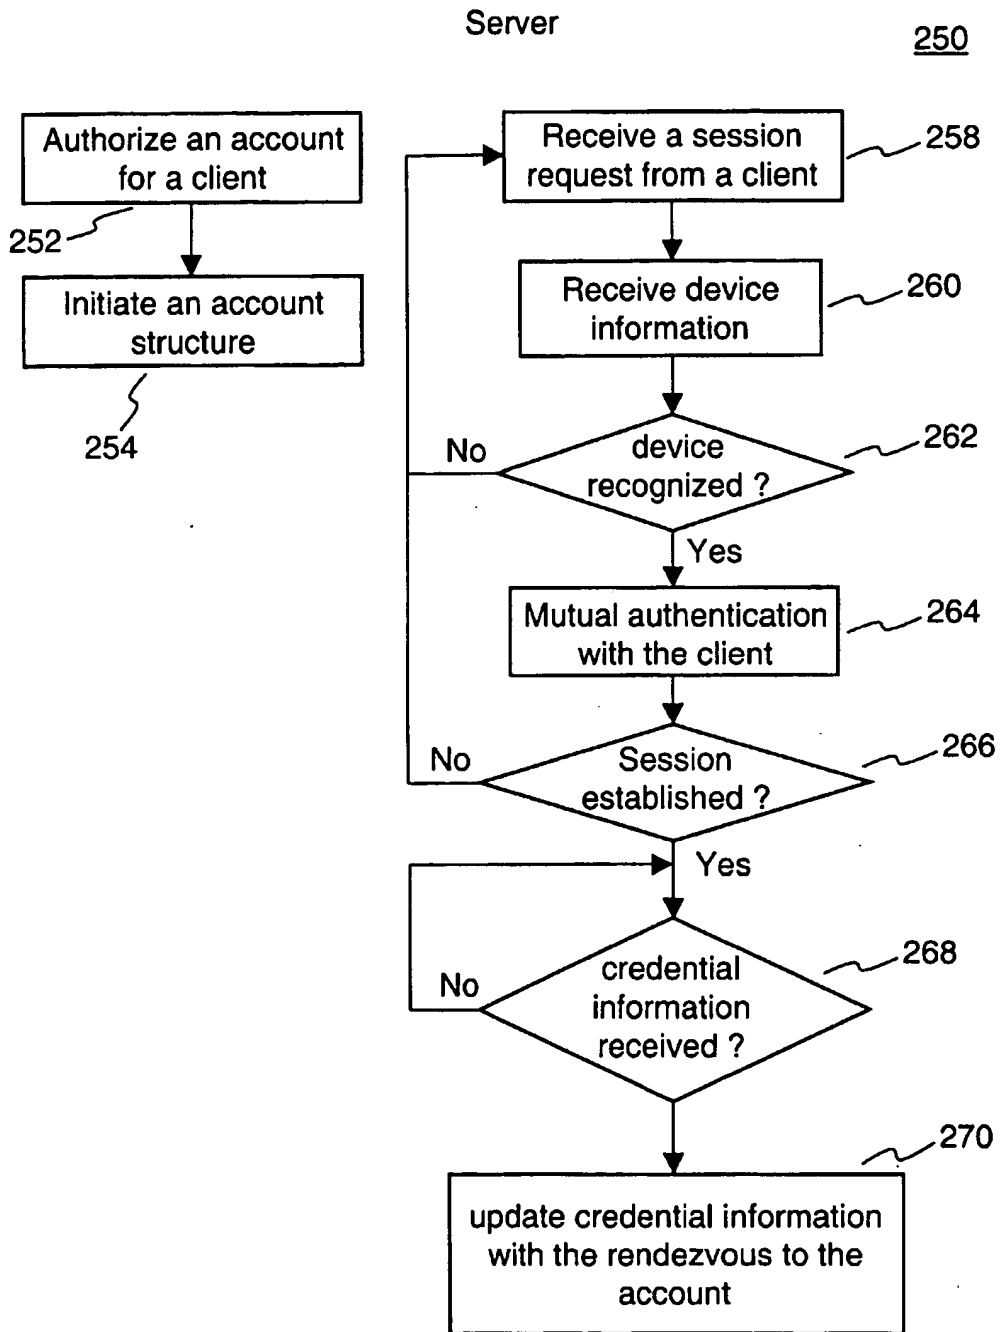 Server
250
Authorize an account
for a client
252
Initiate an account
structure
254
Receive a session
request from a client
258
Receive device
information
260
device
recognized ?
262
No
Yes
Mutual authentication
with the client
264
Session
established ?
266
No
Yes
credential
information
received ?
268
No
270
update credential information
with the rendezvous to the
account